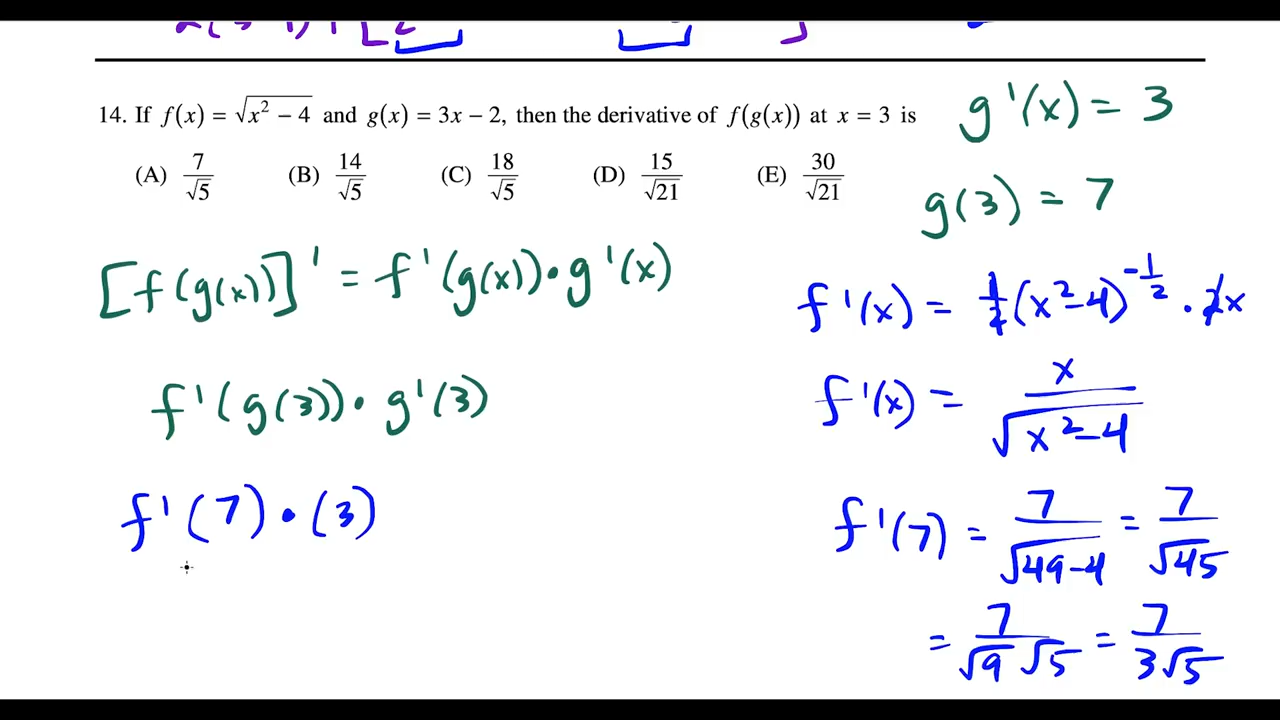 14. If f(x) = √(x² − 4) and g(x) = 3x − 2, then the derivative of f(g(x)) at x = 3 is
(A) 7/√5 (B) 14/√5 (C) 18/√5 (D) 15/√21 (E) 30/√21
g'(x) = 3
g(3) = 7
[f(g(x))]' = f'(g(x)) • g'(x)
f'(g(3)) • g'(3)
f'(7) • (3)
f'(x) = 1/2 (x²−4)^(-1/2) · 2x
f'(x) = x/√(x²−4)
f'(7) = 7/√(49−4) = 7/√45
= 7/(√9 √5) = 7/(3√5)